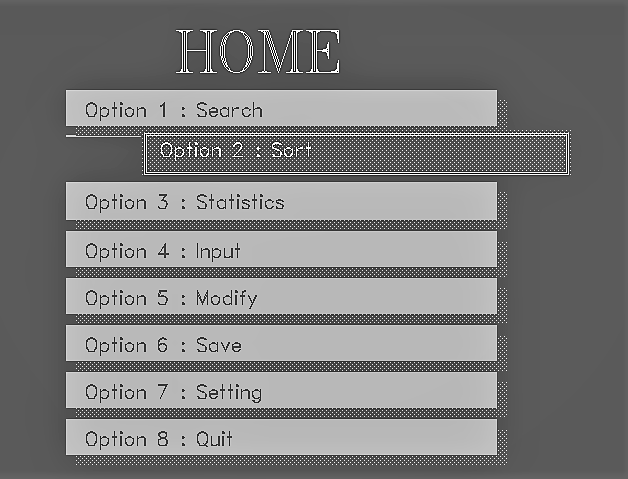 HOME
Option 1 : Search
Option 2 : Sort
Option 3 : Statistics
Option 4 : Input
Option 5 : Modify
Option 6 : Save
Option 7 : Setting
Option 8 : Quit